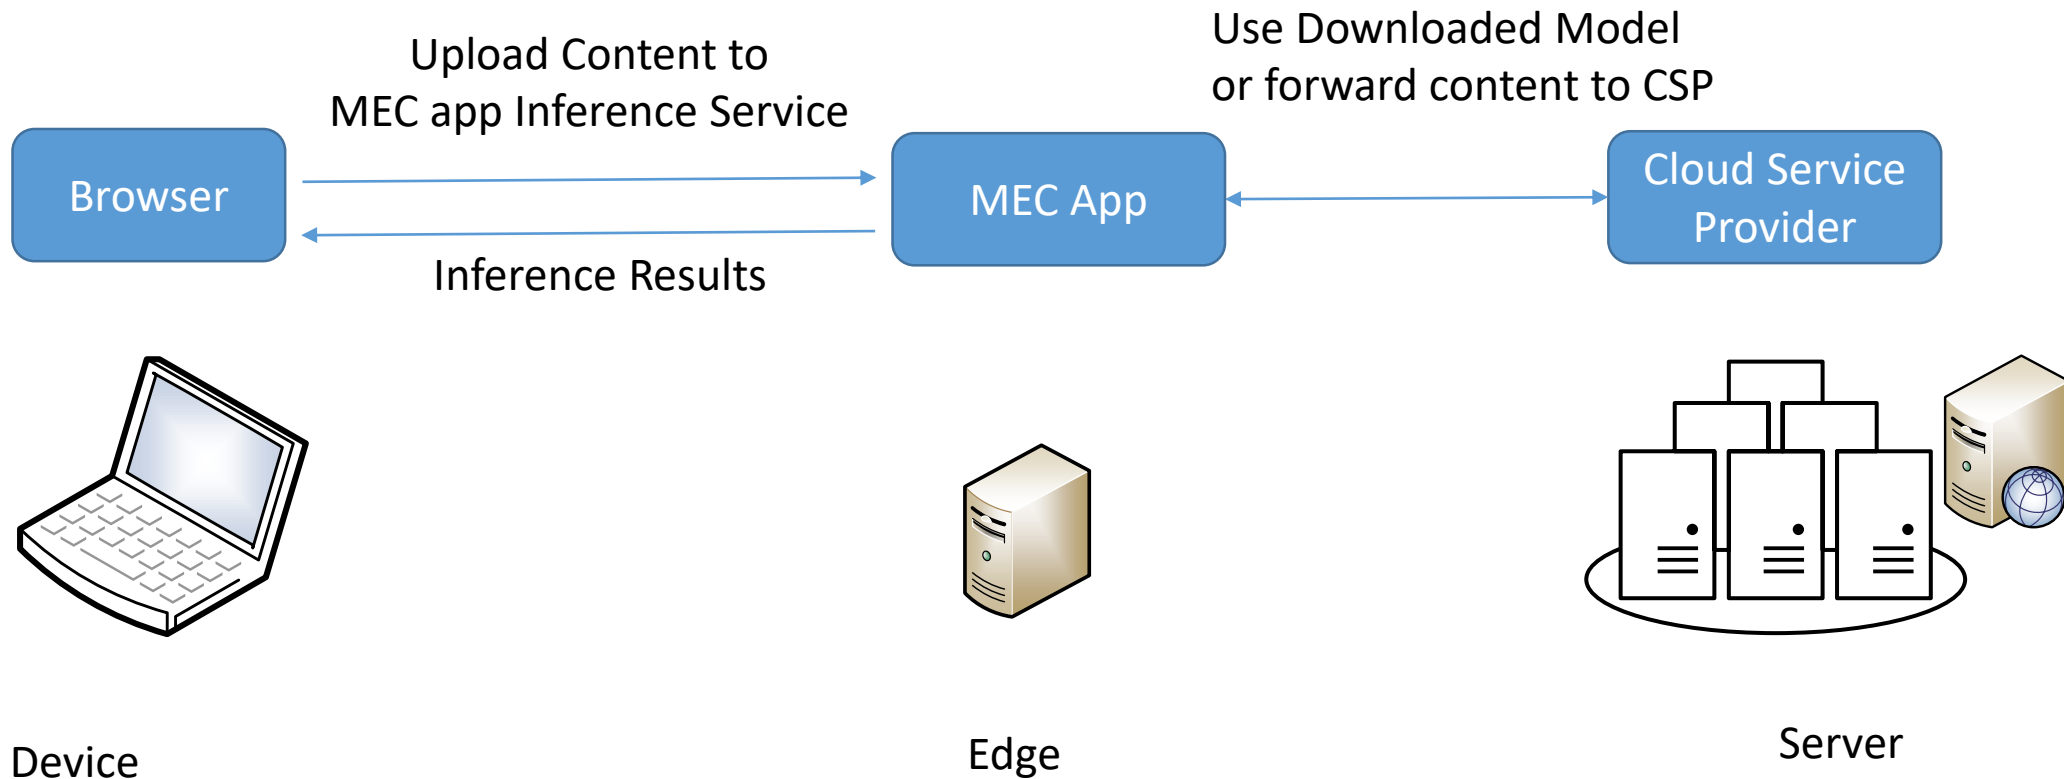 Upload Content to
MEC app Inference Service
Use Downloaded Model
or forward content to CSP
Browser
MEC App
Cloud Service
Provider
Inference Results
Device
Edge
Server